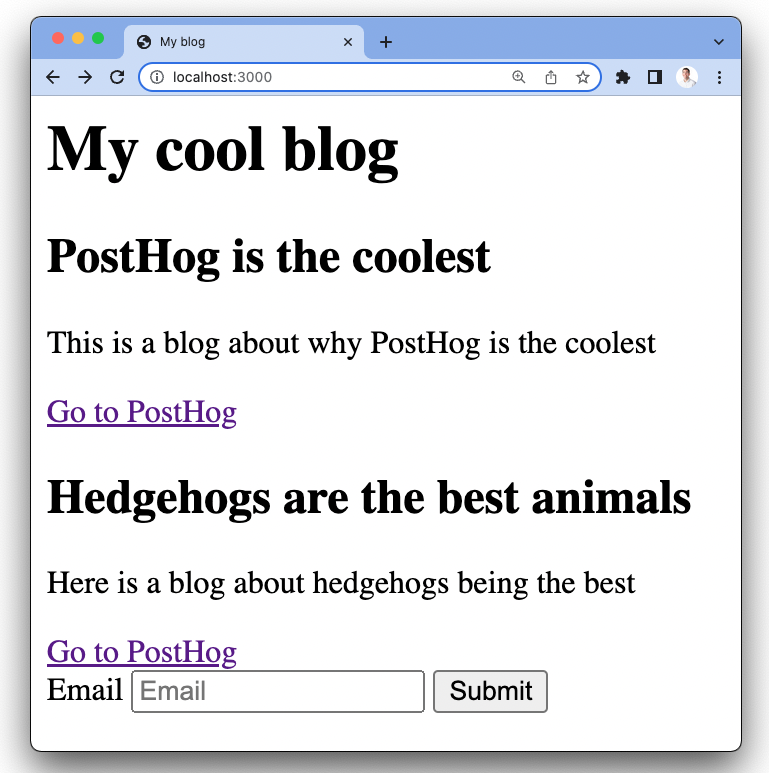 My blog
localhost:3000
My cool blog
PostHog is the coolest
This is a blog about why PostHog is the coolest
Go to PostHog
Hedgehogs are the best animals
Here is a blog about hedgehogs being the best
Go to PostHog
Email Email Submit